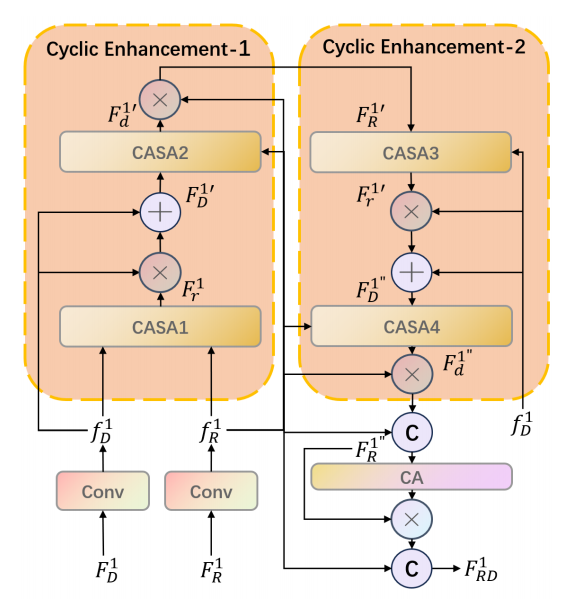 Cyclic Enhancement-1
×
F_d^{1′}
CASA2
F_D^{1′}
+
×
F_r^1
CASA1
f_D^1
f_R^1
Conv
Conv
F_D^1
F_R^1
Cyclic Enhancement-2
F_R^{1′}
CASA3
F_r^{1′}
×
+
F_D^{1"}
CASA4
F_d^{1"}
×
f_D^1
C
F_R^{1"}
CA
×
C
F_{RD}^1